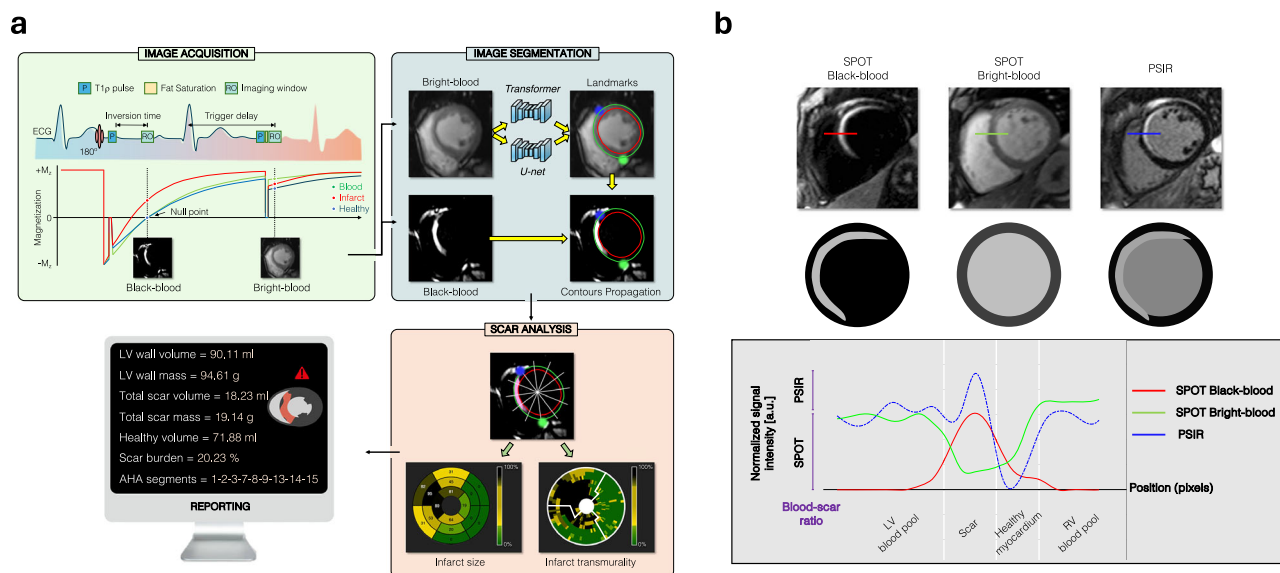 a
IMAGE ACQUISITION
P T1ρ pulse Fat Saturation RO Imaging window
Inversion time
Trigger delay
ECG
P RO P RO
180°
+Mz
Magnetization
0
-Mz
Blood
Infarct
Healthy
Null point
Black-blood
Bright-blood
IMAGE SEGMENTATION
Bright-blood
Transformer
Landmarks
U-net
Black-blood
Contours Propagation
SCAR ANALYSIS
100%
0%
Infarct size
100%
0%
Infarct transmurality
LV wall volume = 90.11 ml
LV wall mass = 94.61 g
Total scar volume = 18.23 ml
Total scar mass = 19.14 g
Healthy volume = 71.88 ml
Scar burden = 20.23 %
AHA segments = 1-2-3-7-8-9-13-14-15
REPORTING
b
SPOT
Black-blood
SPOT
Bright-blood
PSIR
Normalized signal
intensity [a.u.]
PSIR
SPOT
Blood-scar
ratio
LV
blood pool
Scar
Healthy
myocardium
RV
blood pool
Position (pixels)
SPOT Black-blood
SPOT Bright-blood
PSIR